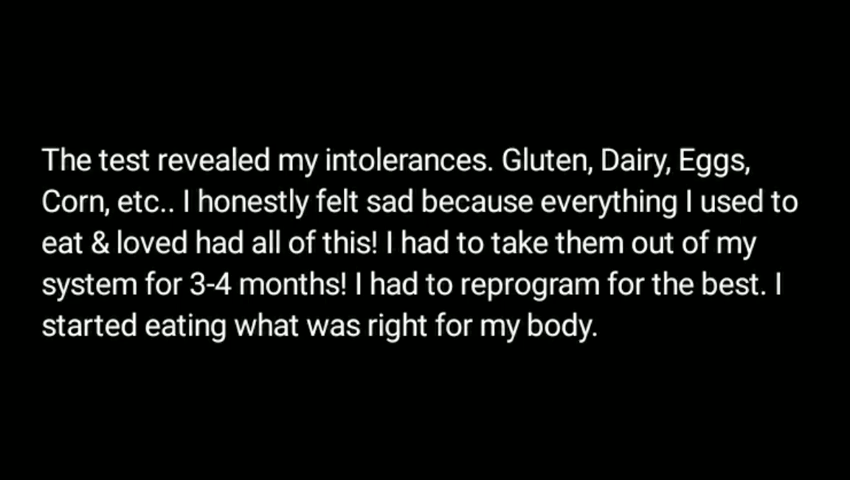 The test revealed my intolerances. Gluten, Dairy, Eggs,
Corn, etc.. I honestly felt sad because everything I used to
eat & loved had all of this! I had to take them out of my
system for 3-4 months! I had to reprogram for the best. I
started eating what was right for my body.